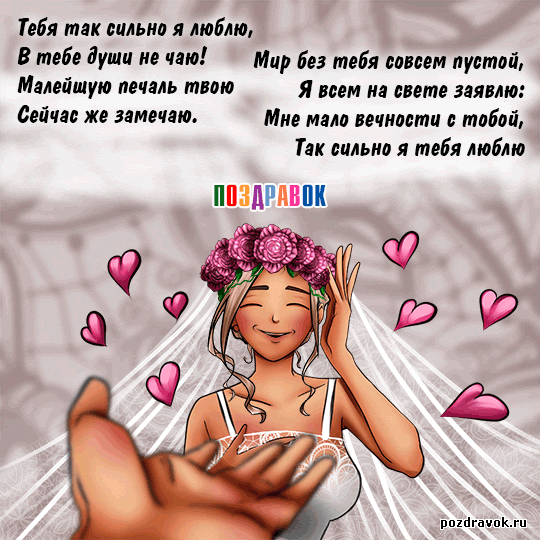 Тебя так сильно я люблю,
В тебе души не чаю!
Малейшую печаль твою
Сейчас же замечаю.
Мир без тебя совсем пустой,
Я всем на свете заявлю:
Мне мало вечности с тобой,
Так сильно я тебя люблю
ПОЗДРАВОК
pozdravok.ru